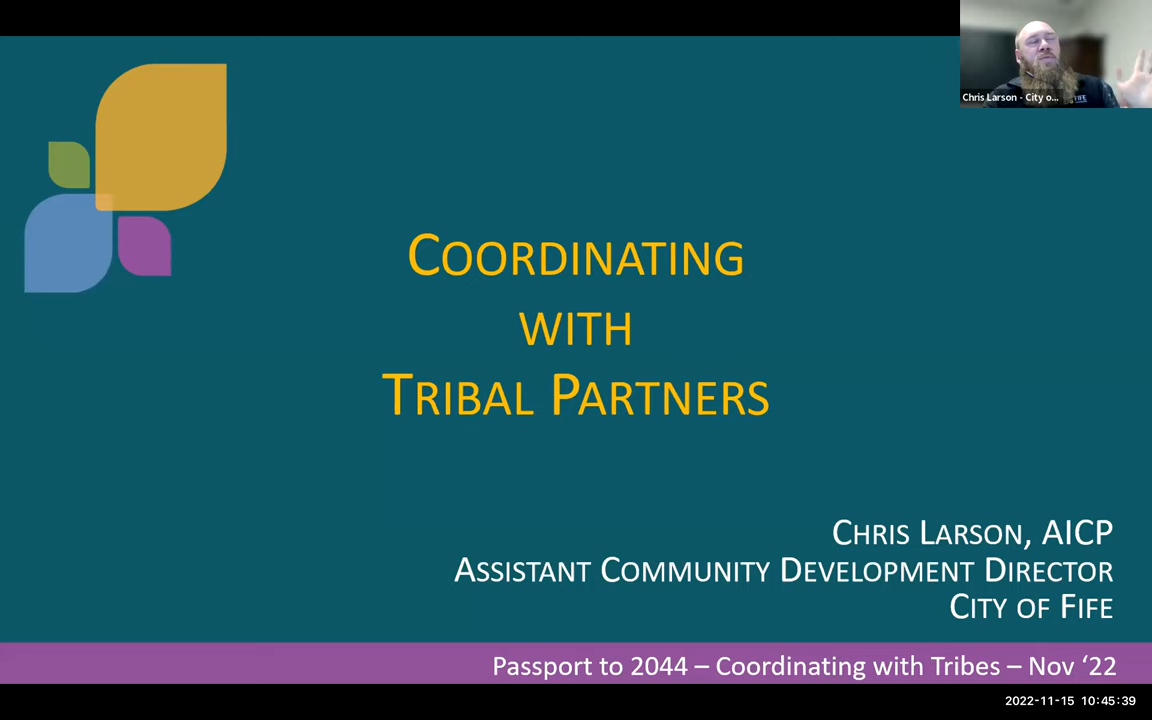 Chris Larson - City o...
FIFE
Coordinating
with
Tribal Partners
Chris Larson, AICP
Assistant Community Development Director
City of Fife
Passport to 2044 – Coordinating with Tribes – Nov ‘22
2022-11-15 10:45:39